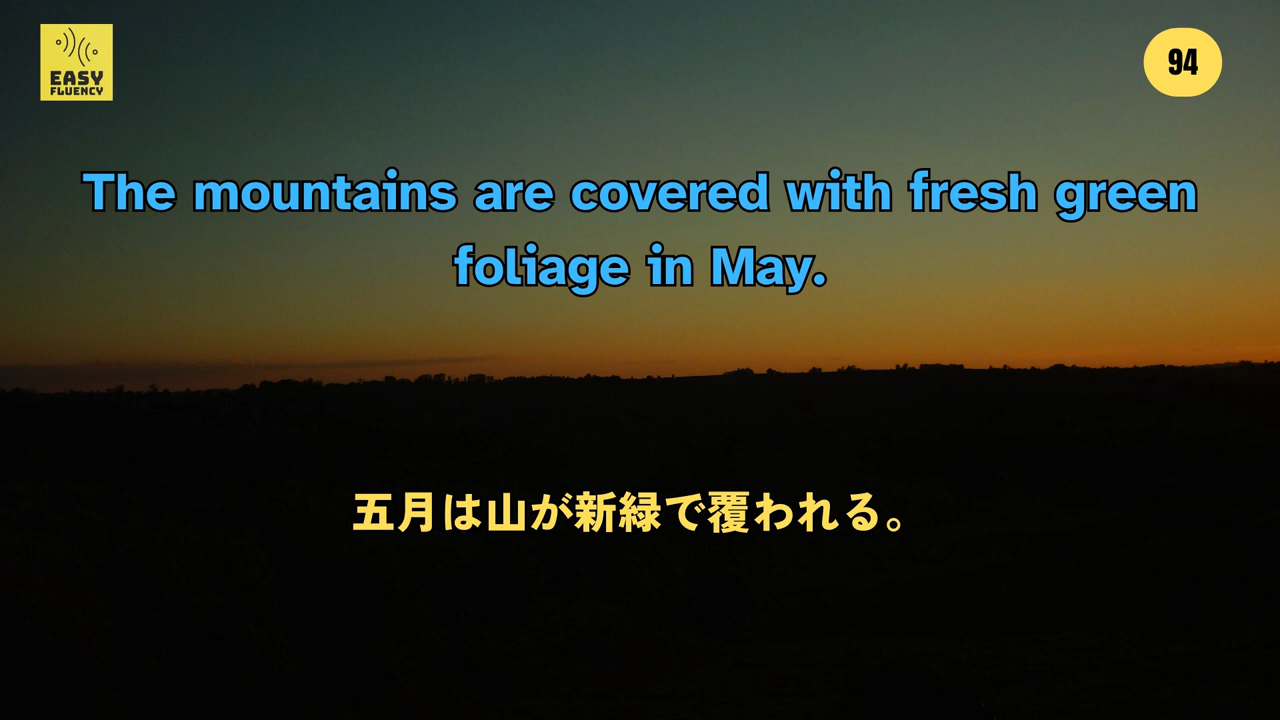 EASY
FLUENCY
94
The mountains are covered with fresh green
foliage in May.
五月は山が新緑で覆われる。